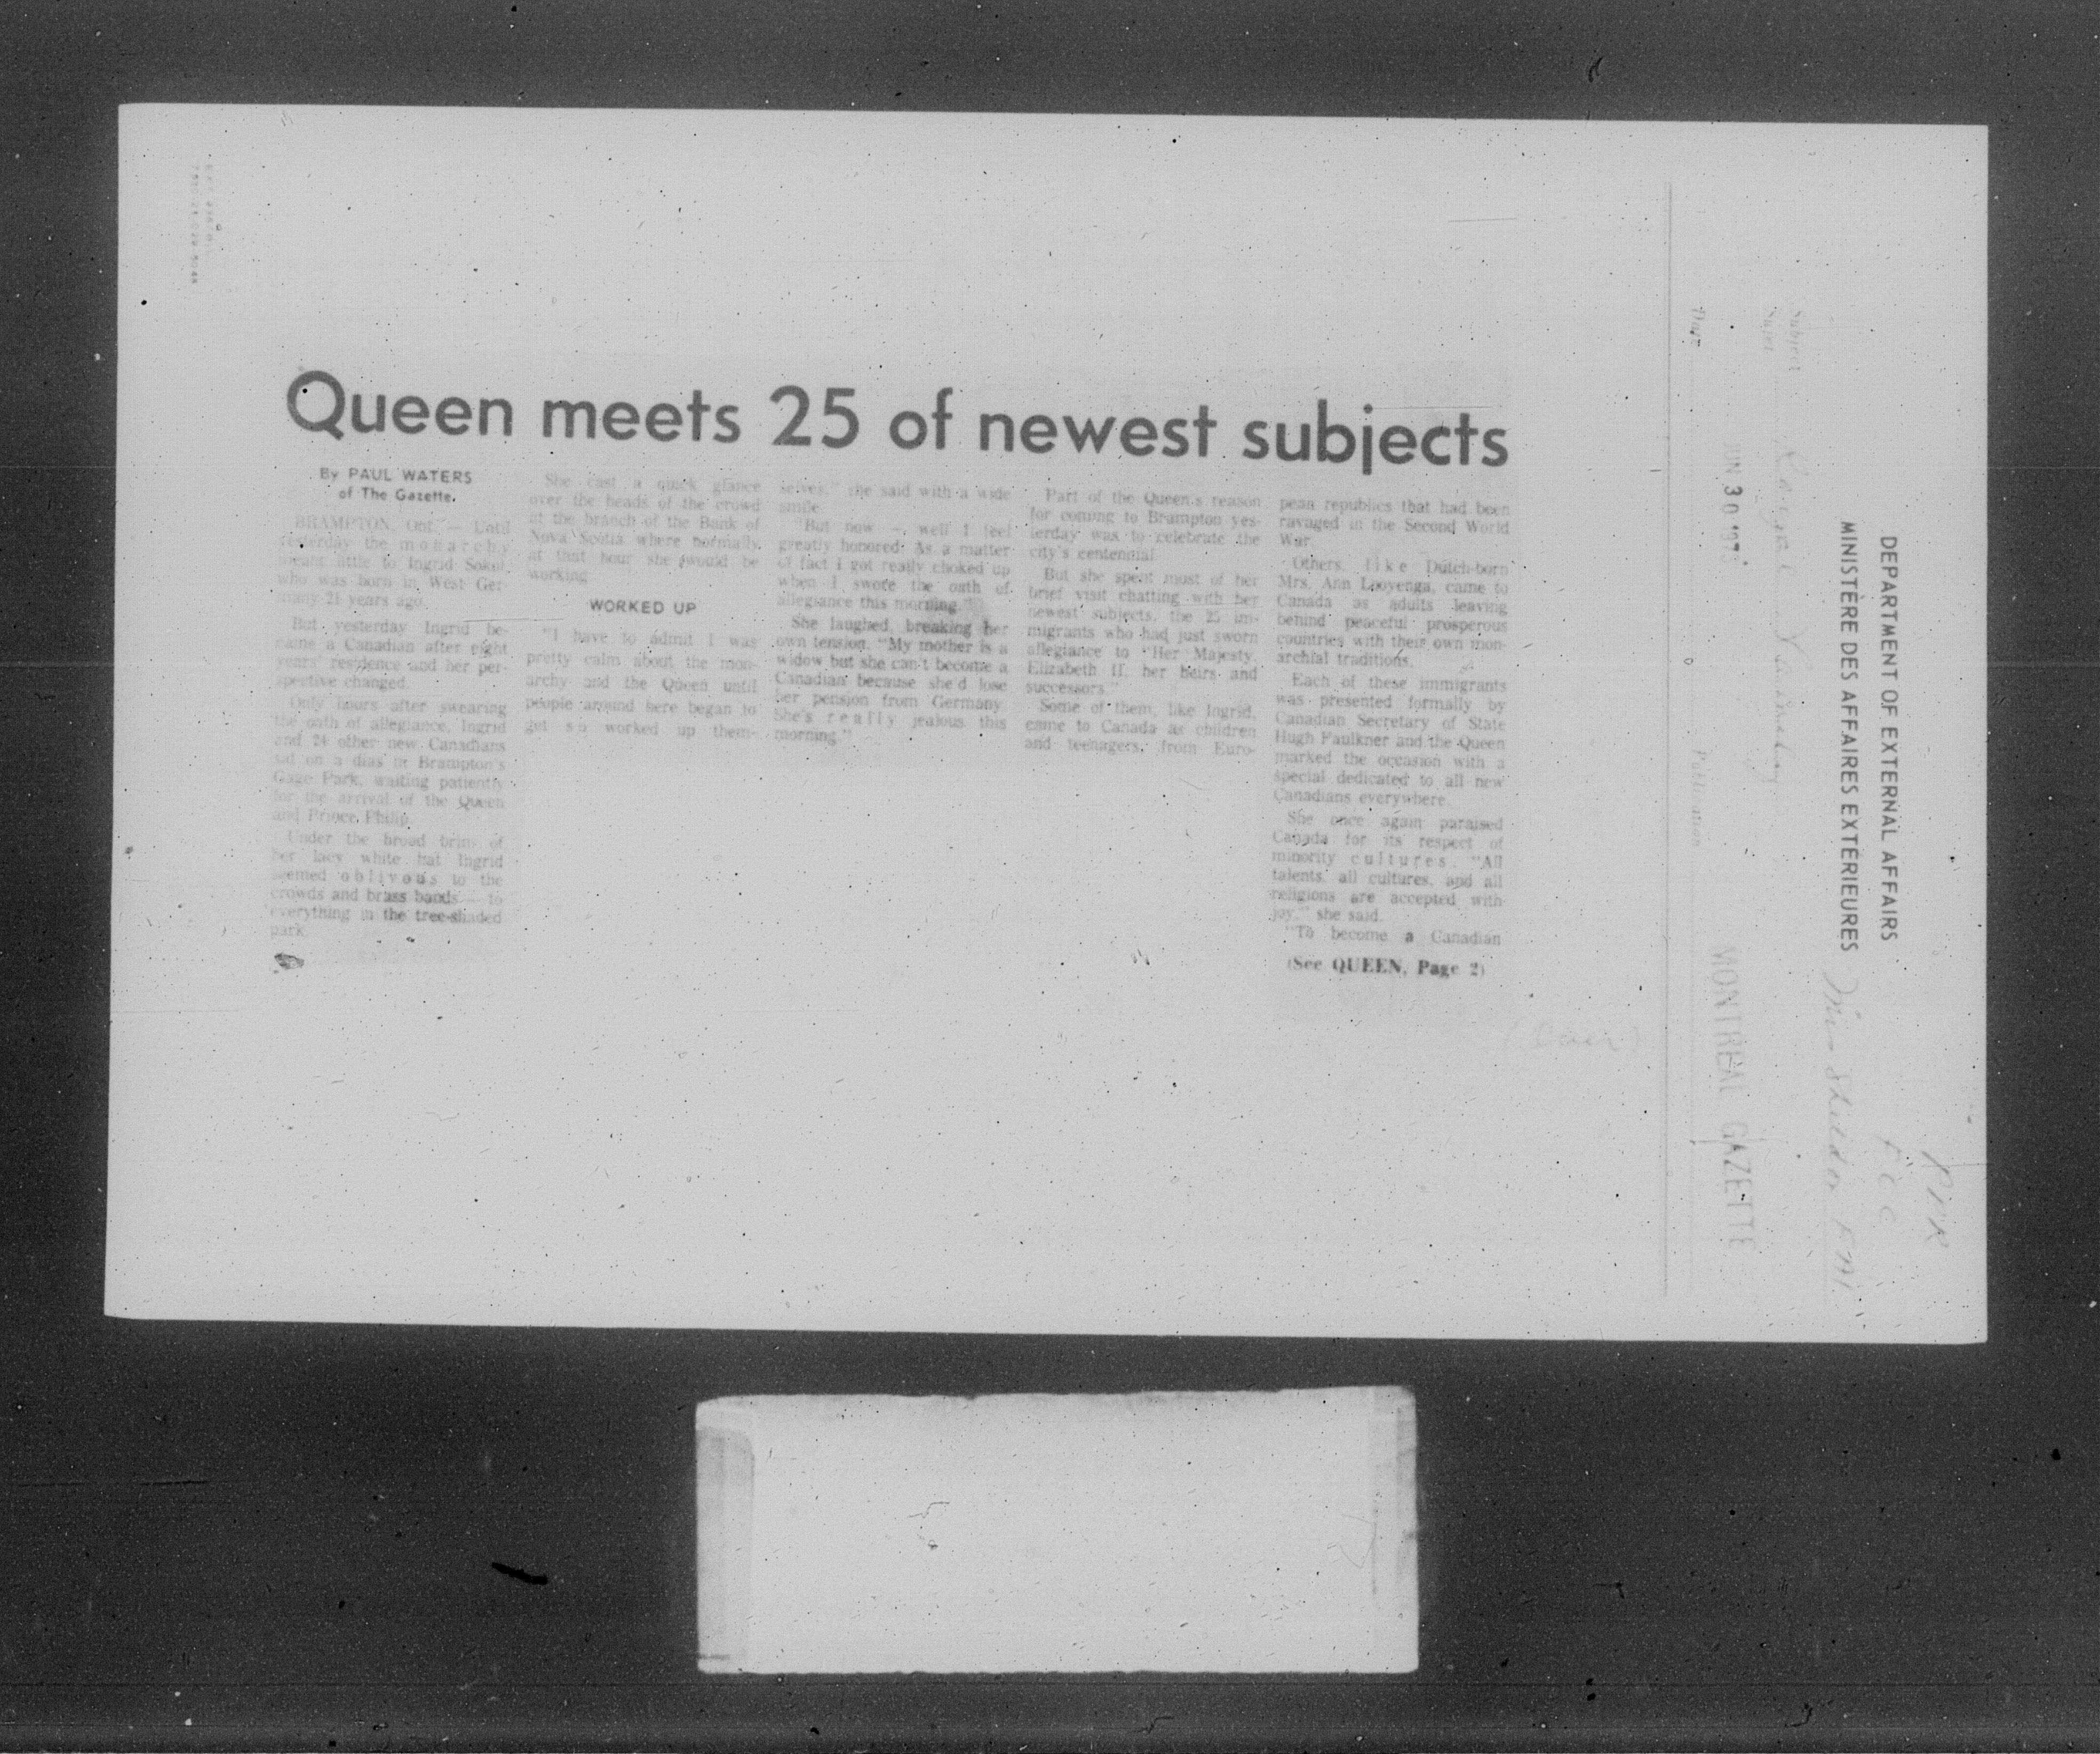 Queen meets 25 of newest subjects
By PAUL WATERS
of The Gazette.
BRAMPTON, Ont. — Until
yesterday the monarchy
meant little to Ingrid Sokol,
who was born in West Ger-
many 21 years ago.
But yesterday Ingrid be-
came a Canadian after eight
years' residence and her per-
spective changed.
Only hours after swearing
the oath of allegiance, Ingrid
and 24 other new Canadians
sat on a dias in Brampton's
Gage Park, waiting patiently
for the arrival of the Queen
and Prince Philip.
Under the broad brim of
her lacy white hat Ingrid
seemed oblivous to the
crowds and brass bands — to
everything in the tree-shaded
park.
She cast a quick glance
over the heads of the crowd
at the branch of the Bank of
Nova Scotia where normally,
at that hour she would be
working.
WORKED UP
"I have to admit I was
pretty calm about the mon-
archy and the Queen until
people around here began to
get so worked up them-
selves," she said with a wide
smile.
"But now — well I feel
greatly honored. As a matter
of fact I got really choked up
when I swore the oath of
allegiance this morning."
She laughed, breaking her
own tension. "My mother is a
widow but she can't become a
Canadian because she'd lose
her pension from Germany.
She's really jealous this
morning."
Part of the Queen's reason
for coming to Brampton yes-
terday was to celebrate the
city's centennial.
But she spent most of her
brief visit chatting with her
newest subjects, the 25 im-
migrants who had just sworn
allegiance to "Her Majesty,
Elizabeth II, her heirs and
successors."
Some of them, like Ingrid,
came to Canada as children
and teenagers, from Euro-
pean republics that had been
ravaged in the Second World
War.
Others, like Dutch-born
Mrs. Ann Looyenga, came to
Canada as adults leaving
behind peaceful prosperous
countries with their own mon-
archial traditions.
Each of these immigrants
was presented formally by
Canadian Secretary of State
Hugh Faulkner and the Queen
marked the occasion with a
special dedicated to all new
Canadians everywhere.
She once again paraised
Canada for its respect of
minority cultures. "All
talents, all cultures, and all
religions are accepted with
joy," she said.
"To become a Canadian
(See QUEEN, Page 2)
DEPARTMENT OF EXTERNAL AFFAIRS
MINISTÈRE DES AFFAIRES EXTÉRIEURES
Subject
Sujet
Date
JUN 30 1973
Publication
MONTREAL GAZETTE